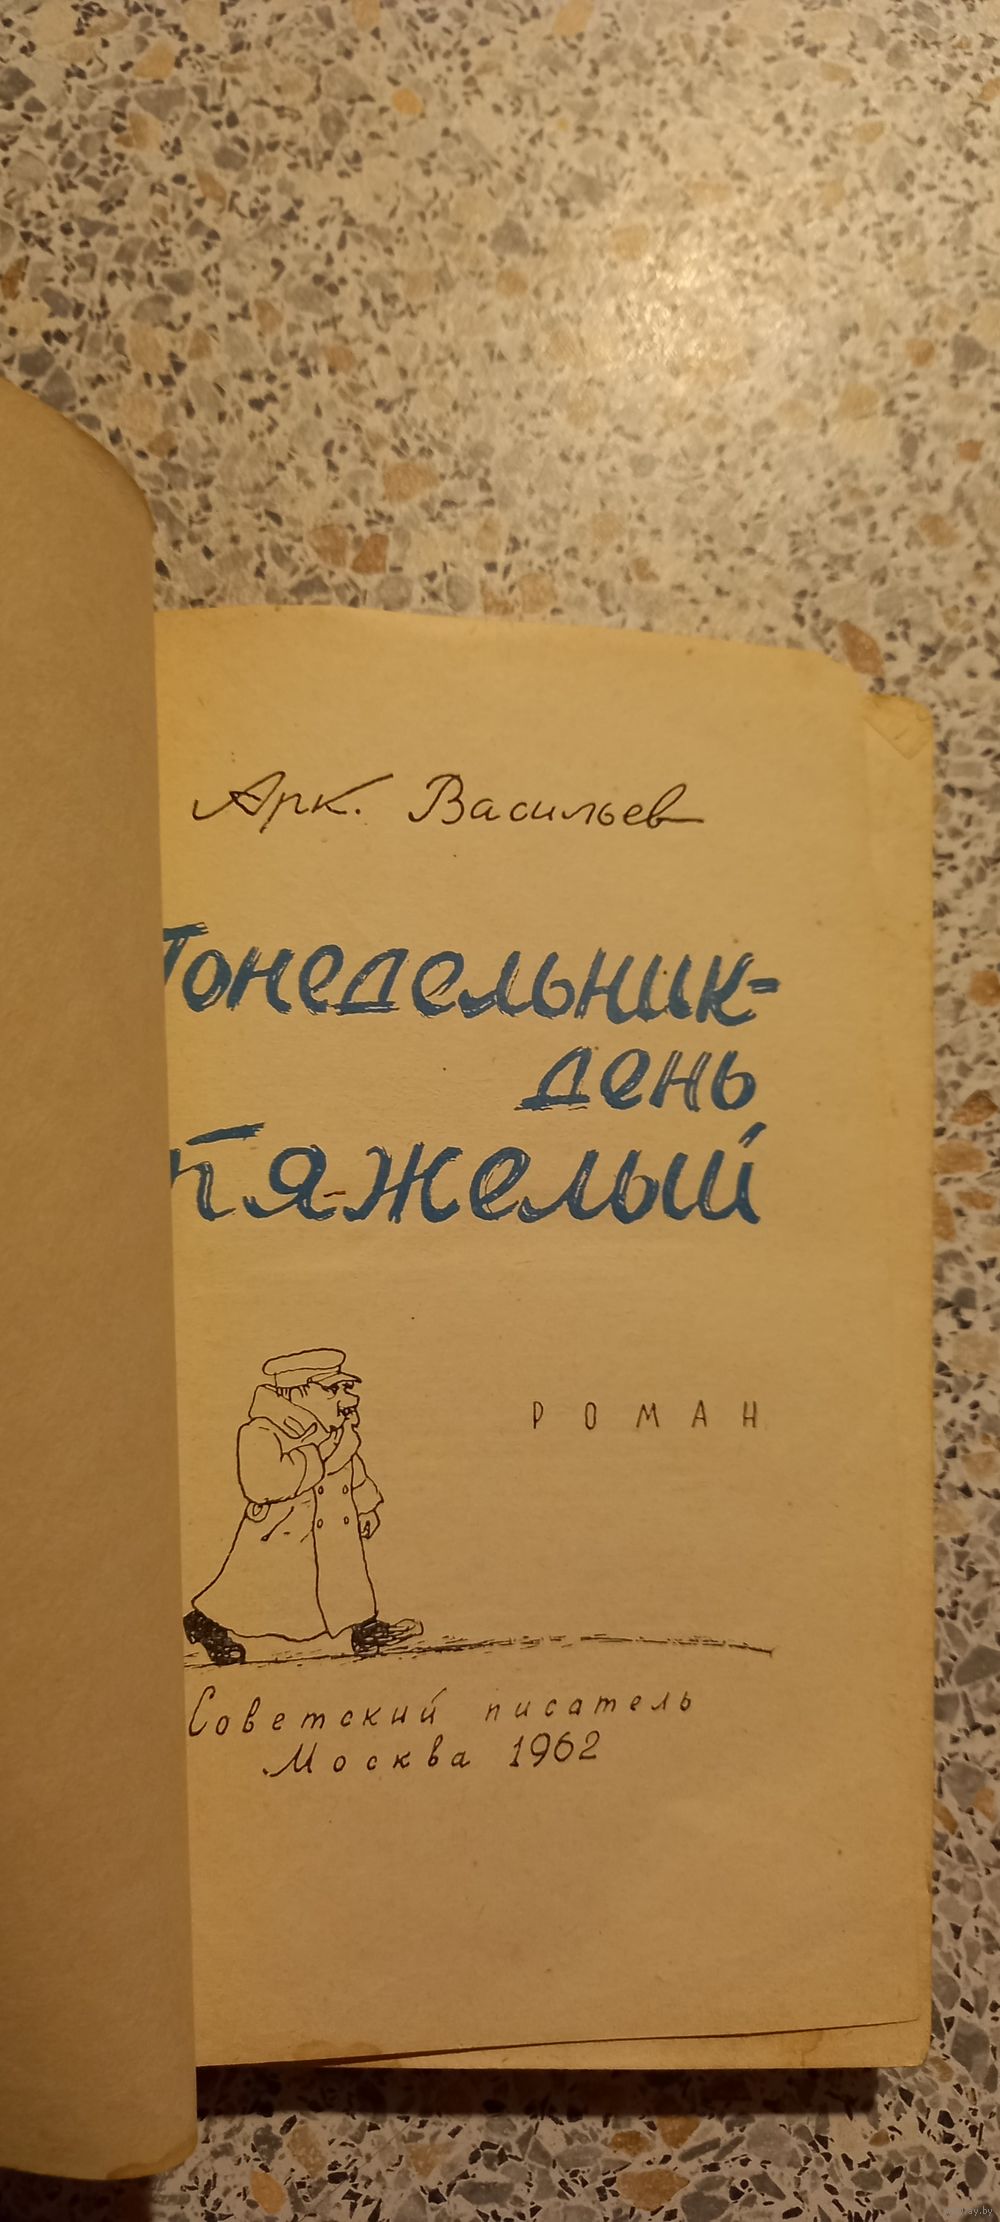 Арк. Васильев
Понедельник-
день
тяжелый
РОМАН
Советский писатель
Москва 1962